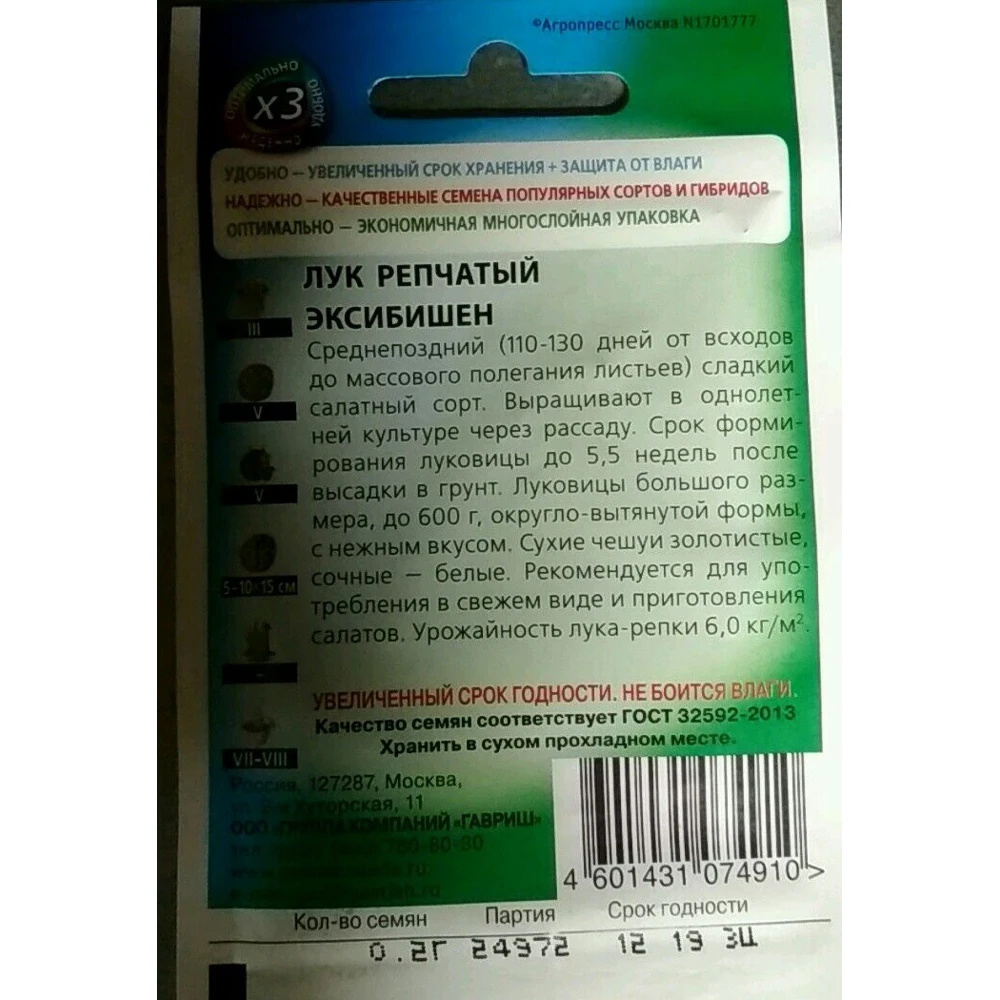 ©Агропресс Москва N1701777
ОПТИМАЛЬНО
УДОБНО
х3
УДОБНО — УВЕЛИЧЕННЫЙ СРОК ХРАНЕНИЯ + ЗАЩИТА ОТ ВЛАГИ
НАДЕЖНО — КАЧЕСТВЕННЫЕ СЕМЕНА ПОПУЛЯРНЫХ СОРТОВ И ГИБРИДОВ
ОПТИМАЛЬНО — ЭКОНОМИЧНАЯ МНОГОСЛОЙНАЯ УПАКОВКА
ЛУК РЕПЧАТЫЙ
ЭКСИБИШЕН
Среднепоздний (110-130 дней от всходов
до массового полегания листьев) сладкий
салатный сорт. Выращивают в однолет-
ней культуре через рассаду. Срок форми-
рования луковицы до 5,5 недель после
высадки в грунт. Луковицы большого раз-
мера, до 600 г, округло-вытянутой формы,
с нежным вкусом. Сухие чешуи золотистые,
сочные — белые. Рекомендуется для упо-
требления в свежем виде и приготовления
салатов. Урожайность лука-репки 6,0 кг/м².
III
V
V
5-10×15 см
-
VII-VIII
УВЕЛИЧЕННЫЙ СРОК ГОДНОСТИ. НЕ БОИТСЯ ВЛАГИ.
Качество семян соответствует ГОСТ 32592-2013
Хранить в сухом прохладном месте.
Россия, 127287, Москва,
Хуторская, 11
ООО «ГРУППА КОМПАНИЙ «ГАВРИШ»
4 601431 074910 >
Кол-во семян Партия Срок годности
0.2Г 24972 12 19 ЗЦ